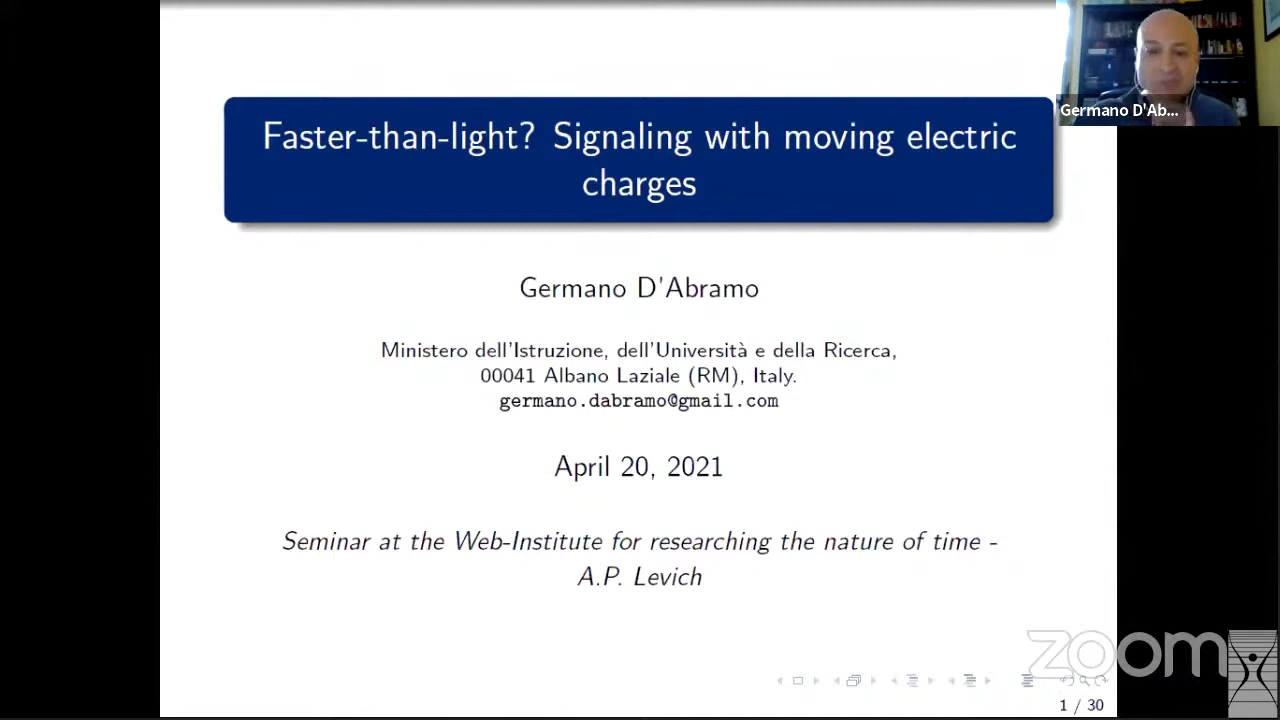 Faster-than-light? Signaling with moving electric
charges
Germano D'Ab...
Germano D'Abramo
Ministero dell'Istruzione, dell'Università e della Ricerca,
00041 Albano Laziale (RM), Italy.
germano.dabramo@gmail.com
April 20, 2021
Seminar at the Web-Institute for researching the nature of time -
A.P. Levich
zoom
1 / 30